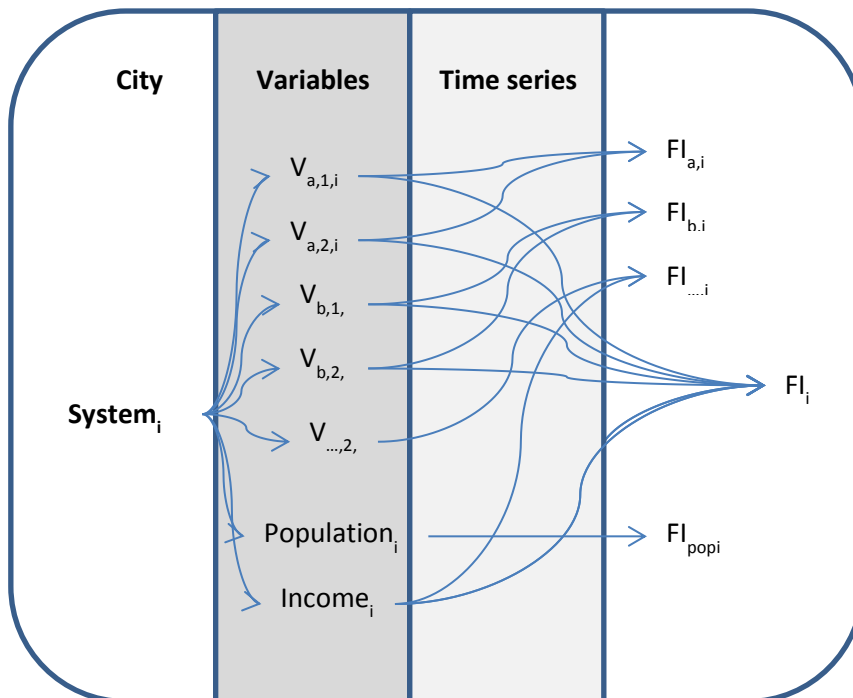 City
Variables
Time series
V a,1,i
V a,2,i
V b,1,
V b,2,
V ...,2,
Population i
Income i
System i
FI a,i
FI b,i
FI ....i
FI i
FI popi